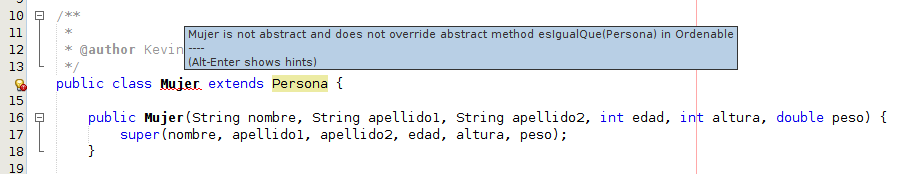 10 /**
11 *
Mujer is not abstract and does not override abstract method esIgualQue(Persona) in Ordenable
12 * @author Kevin
----
13 */
(Alt-Enter shows hints)
public class Mujer extends Persona {
15
16 public Mujer(String nombre, String apellido1, String apellido2, int edad, int altura, double peso) {
17 super(nombre, apellido1, apellido2, edad, altura, peso);
18 }
19